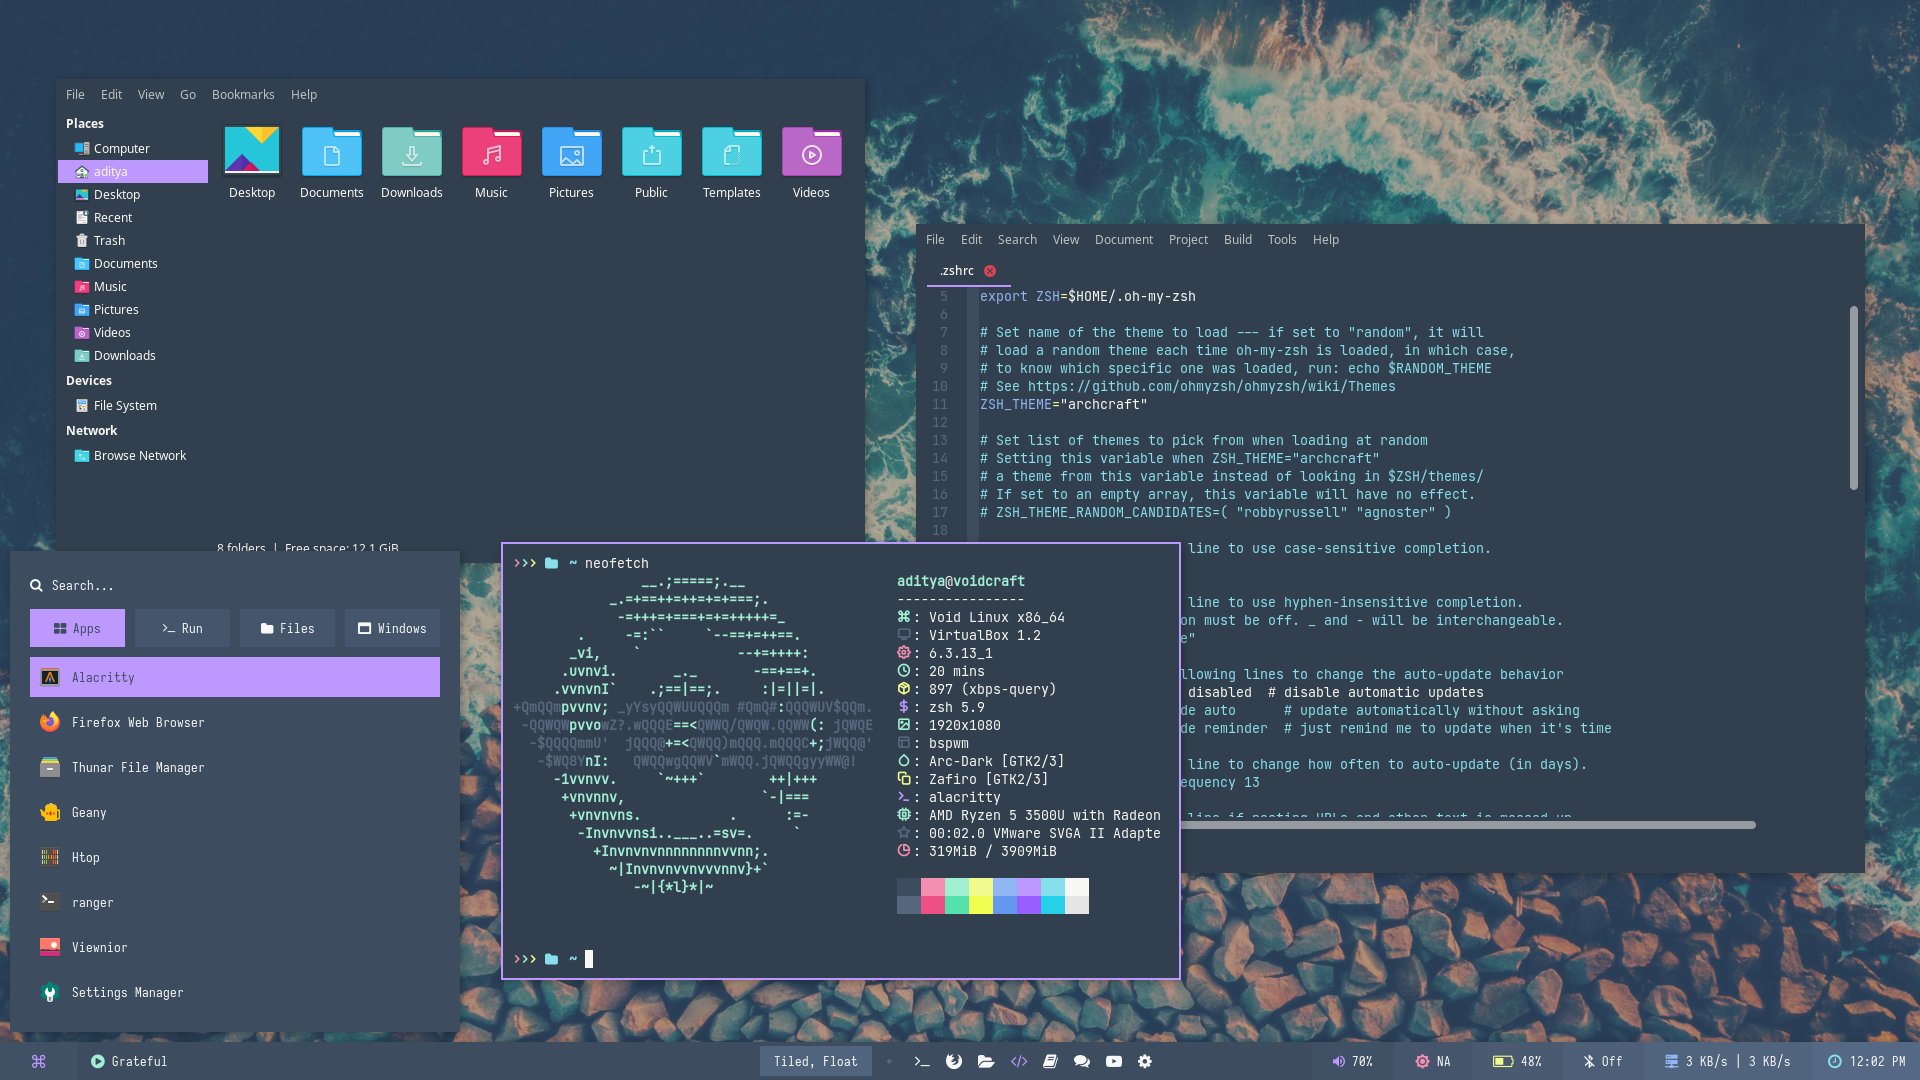 File Edit View Go Bookmarks Help
Places
Computer
aditya
Desktop
Recent
Trash
Documents
Music
Pictures
Videos
Downloads
Devices
File System
Network
Browse Network
Desktop Documents Downloads Music Pictures Public Templates Videos
8 folders | Free space: 12.1 GiB
File Edit Search View Document Project Build Tools Help
.zshrc
5 export ZSH=$HOME/.oh-my-zsh
6
7 # Set name of the theme to load --- if set to "random", it will
8 # load a random theme each time oh-my-zsh is loaded, in which case,
9 # to know which specific one was loaded, run: echo $RANDOM_THEME
10 # See https://github.com/ohmyzsh/ohmyzsh/wiki/Themes
11 ZSH_THEME="archcraft"
12
13 # Set list of themes to pick from when loading at random
14 # Setting this variable when ZSH_THEME="archcraft"
15 # a theme from this variable instead of looking in $ZSH/themes/
16 # If set to an empty array, this variable will have no effect.
17 # ZSH_THEME_RANDOM_CANDIDATES=( "robbyrussell" "agnoster" )
18
line to use case-sensitive completion.
line to use hyphen-insensitive completion.
on must be off. _ and - will be interchangeable.
e"
llowing lines to change the auto-update behavior
disabled # disable automatic updates
de auto # update automatically without asking
de reminder # just remind me to update when it's time
line to change how often to auto-update (in days).
equency 13
line if pasting URLs and other text is messed up
Search...
Apps Run Files Windows
Alacritty
Firefox Web Browser
Thunar File Manager
Geany
Htop
ranger
Viewnior
Settings Manager
>>> ~ neofetch
aditya@voidcraft
----------------
: Void Linux x86_64
: VirtualBox 1.2
: 6.3.13_1
: 20 mins
: 897 (xbps-query)
: zsh 5.9
: 1920x1080
: bspwm
: Arc-Dark [GTK2/3]
: Zafiro [GTK2/3]
: alacritty
: AMD Ryzen 5 3500U with Radeon
: 00:02.0 VMware SVGA II Adapte
: 319MiB / 3909MiB
>>> ~
Grateful
Tiled, Float
70% NA 48% Off 3 KB/s | 3 KB/s 12:02 PM